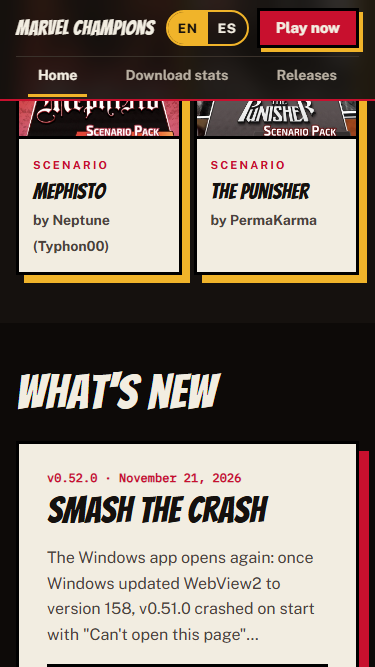 MARVEL CHAMPIONS
EN ES
Play now
Home Download stats Releases
Mephisto
SCENARIO PACK
THE PUNISHER
SCENARIO PACK
SCENARIO
MEPHISTO
by Neptune
(Typhon00)
SCENARIO
THE PUNISHER
by PermaKarma
WHAT'S NEW
v0.52.0 · November 21, 2026
SMASH THE CRASH
The Windows app opens again: once
Windows updated WebView2 to
version 158, v0.51.0 crashed on start
with "Can't open this page"...